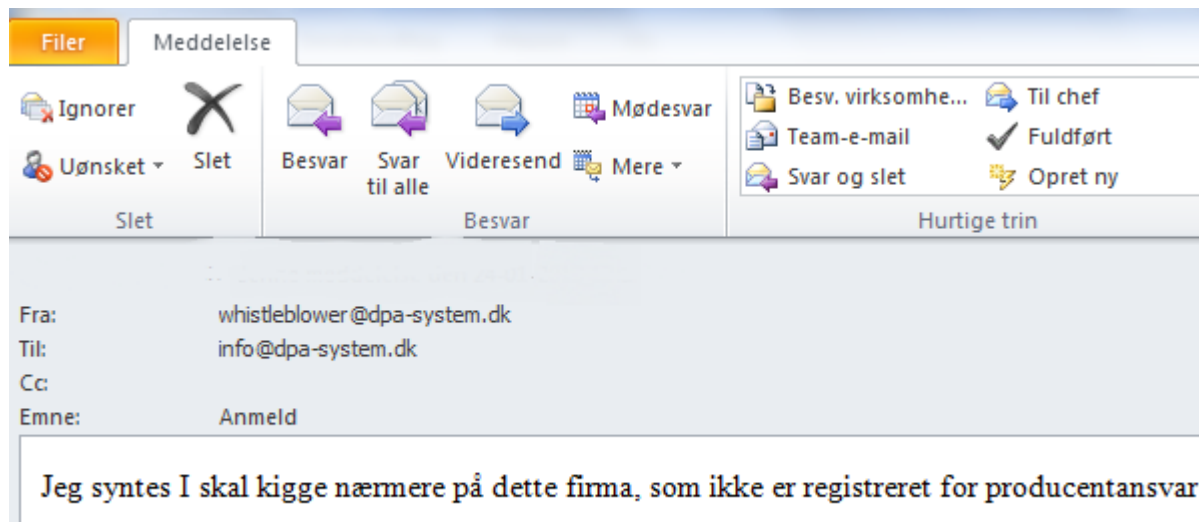 Filer Meddelelse
Ignorer
Uønsket
Slet
Slet
Besvar
Svar
til alle
Videresend
Mødesvar
Mere
Besvar
Besv. virksomhe...
Team-e-mail
Svar og slet
Til chef
Fuldført
Opret ny
Hurtige trin
Fra: whistleblower@dpa-system.dk
Til: info@dpa-system.dk
Cc:
Emne: Anmeld
Jeg syntes I skal kigge nærmere på dette firma, som ikke er registreret for producentansvar